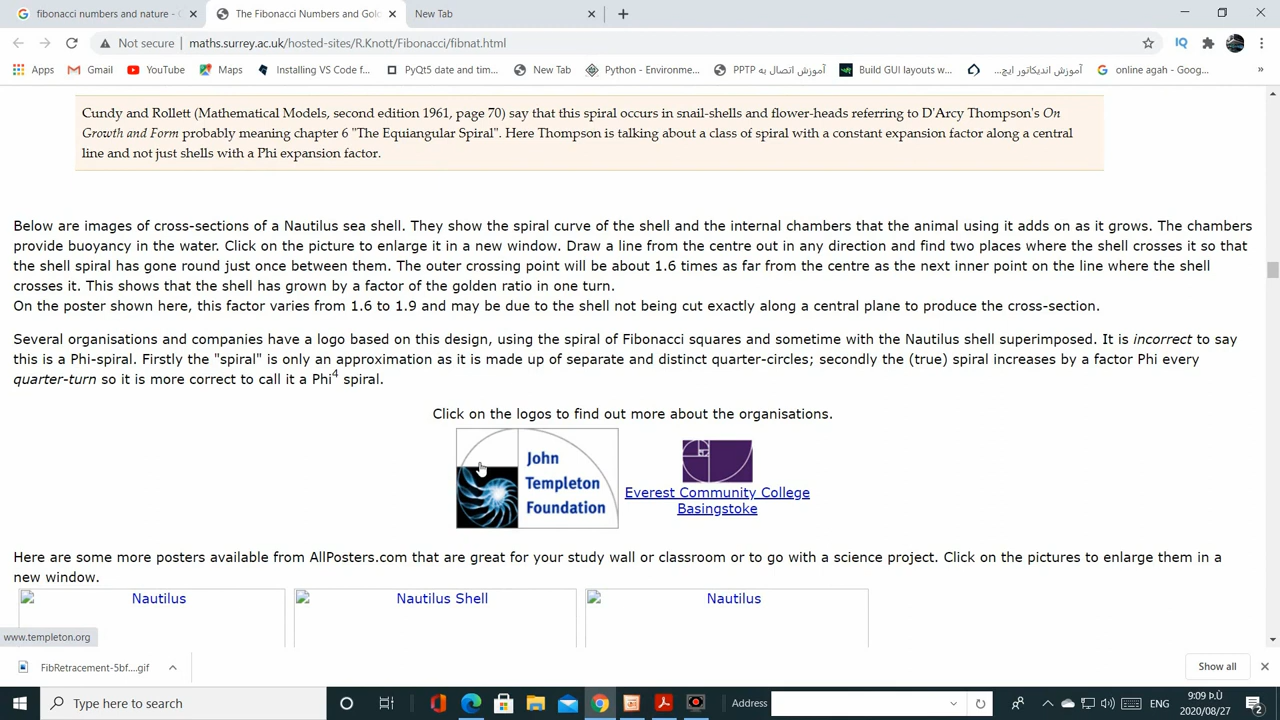 fibonacci numbers and nature - G
The Fibonacci Numbers and Gold
New Tab
Not secure
maths.surrey.ac.uk/hosted-sites/R.Knott/Fibonacci/fibnat.html
Apps
Gmail
YouTube
Maps
Installing VS Code f...
PyQt5 date and tim...
New Tab
Python - Environme...
آموزش اتصال به PPTP
Build GUI layouts w...
آموزش اندیکاتور ایچ...
online agah - Goog...
Cundy and Rollett (Mathematical Models, second edition 1961, page 70) say that this spiral occurs in snail-shells and flower-heads referring to D'Arcy Thompson's On
Growth and Form probably meaning chapter 6 "The Equiangular Spiral". Here Thompson is talking about a class of spiral with a constant expansion factor along a central
line and not just shells with a Phi expansion factor.
Below are images of cross-sections of a Nautilus sea shell. They show the spiral curve of the shell and the internal chambers that the animal using it adds on as it grows. The chambers
provide buoyancy in the water. Click on the picture to enlarge it in a new window. Draw a line from the centre out in any direction and find two places where the shell crosses it so that
the shell spiral has gone round just once between them. The outer crossing point will be about 1.6 times as far from the centre as the next inner point on the line where the shell
crosses it. This shows that the shell has grown by a factor of the golden ratio in one turn.
On the poster shown here, this factor varies from 1.6 to 1.9 and may be due to the shell not being cut exactly along a central plane to produce the cross-section.
Several organisations and companies have a logo based on this design, using the spiral of Fibonacci squares and sometime with the Nautilus shell superimposed. It is incorrect to say
this is a Phi-spiral. Firstly the "spiral" is only an approximation as it is made up of separate and distinct quarter-circles; secondly the (true) spiral increases by a factor Phi every
quarter-turn so it is more correct to call it a Phi4 spiral.
Click on the logos to find out more about the organisations.
John
Templeton
Foundation
Everest Community College
Basingstoke
Here are some more posters available from AllPosters.com that are great for your study wall or classroom or to go with a science project. Click on the pictures to enlarge them in a
new window.
Nautilus
Nautilus Shell
Nautilus
www.templeton.org
FibRetracement-5bf....gif
Show all
Type here to search
Address
ENG
9:09
2020/08/27
2